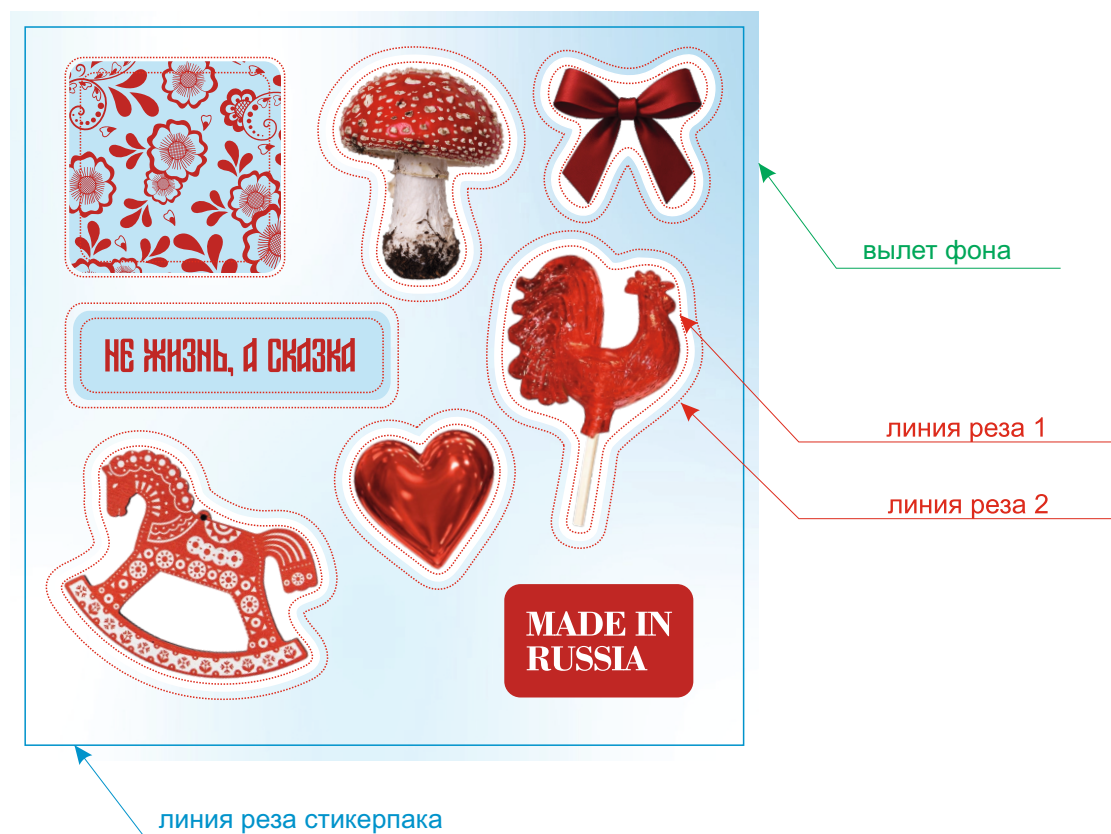 вылет фона
НЕ ЖИЗНЬ, А СКАЗКА
линия реза 1
линия реза 2
MADE IN
RUSSIA
линия реза стикерпака